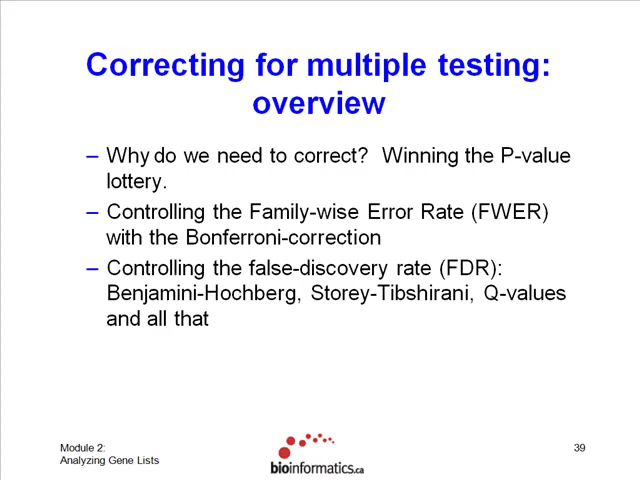 Correcting for multiple testing:
overview
– Why do we need to correct?  Winning the P-value
lottery.
– Controlling the Family-wise Error Rate (FWER)
with the Bonferroni-correction
– Controlling the false-discovery rate (FDR):
Benjamini-Hochberg, Storey-Tibshirani, Q-values
and all that
Module 2:
Analyzing Gene Lists
bioinformatics.ca
39